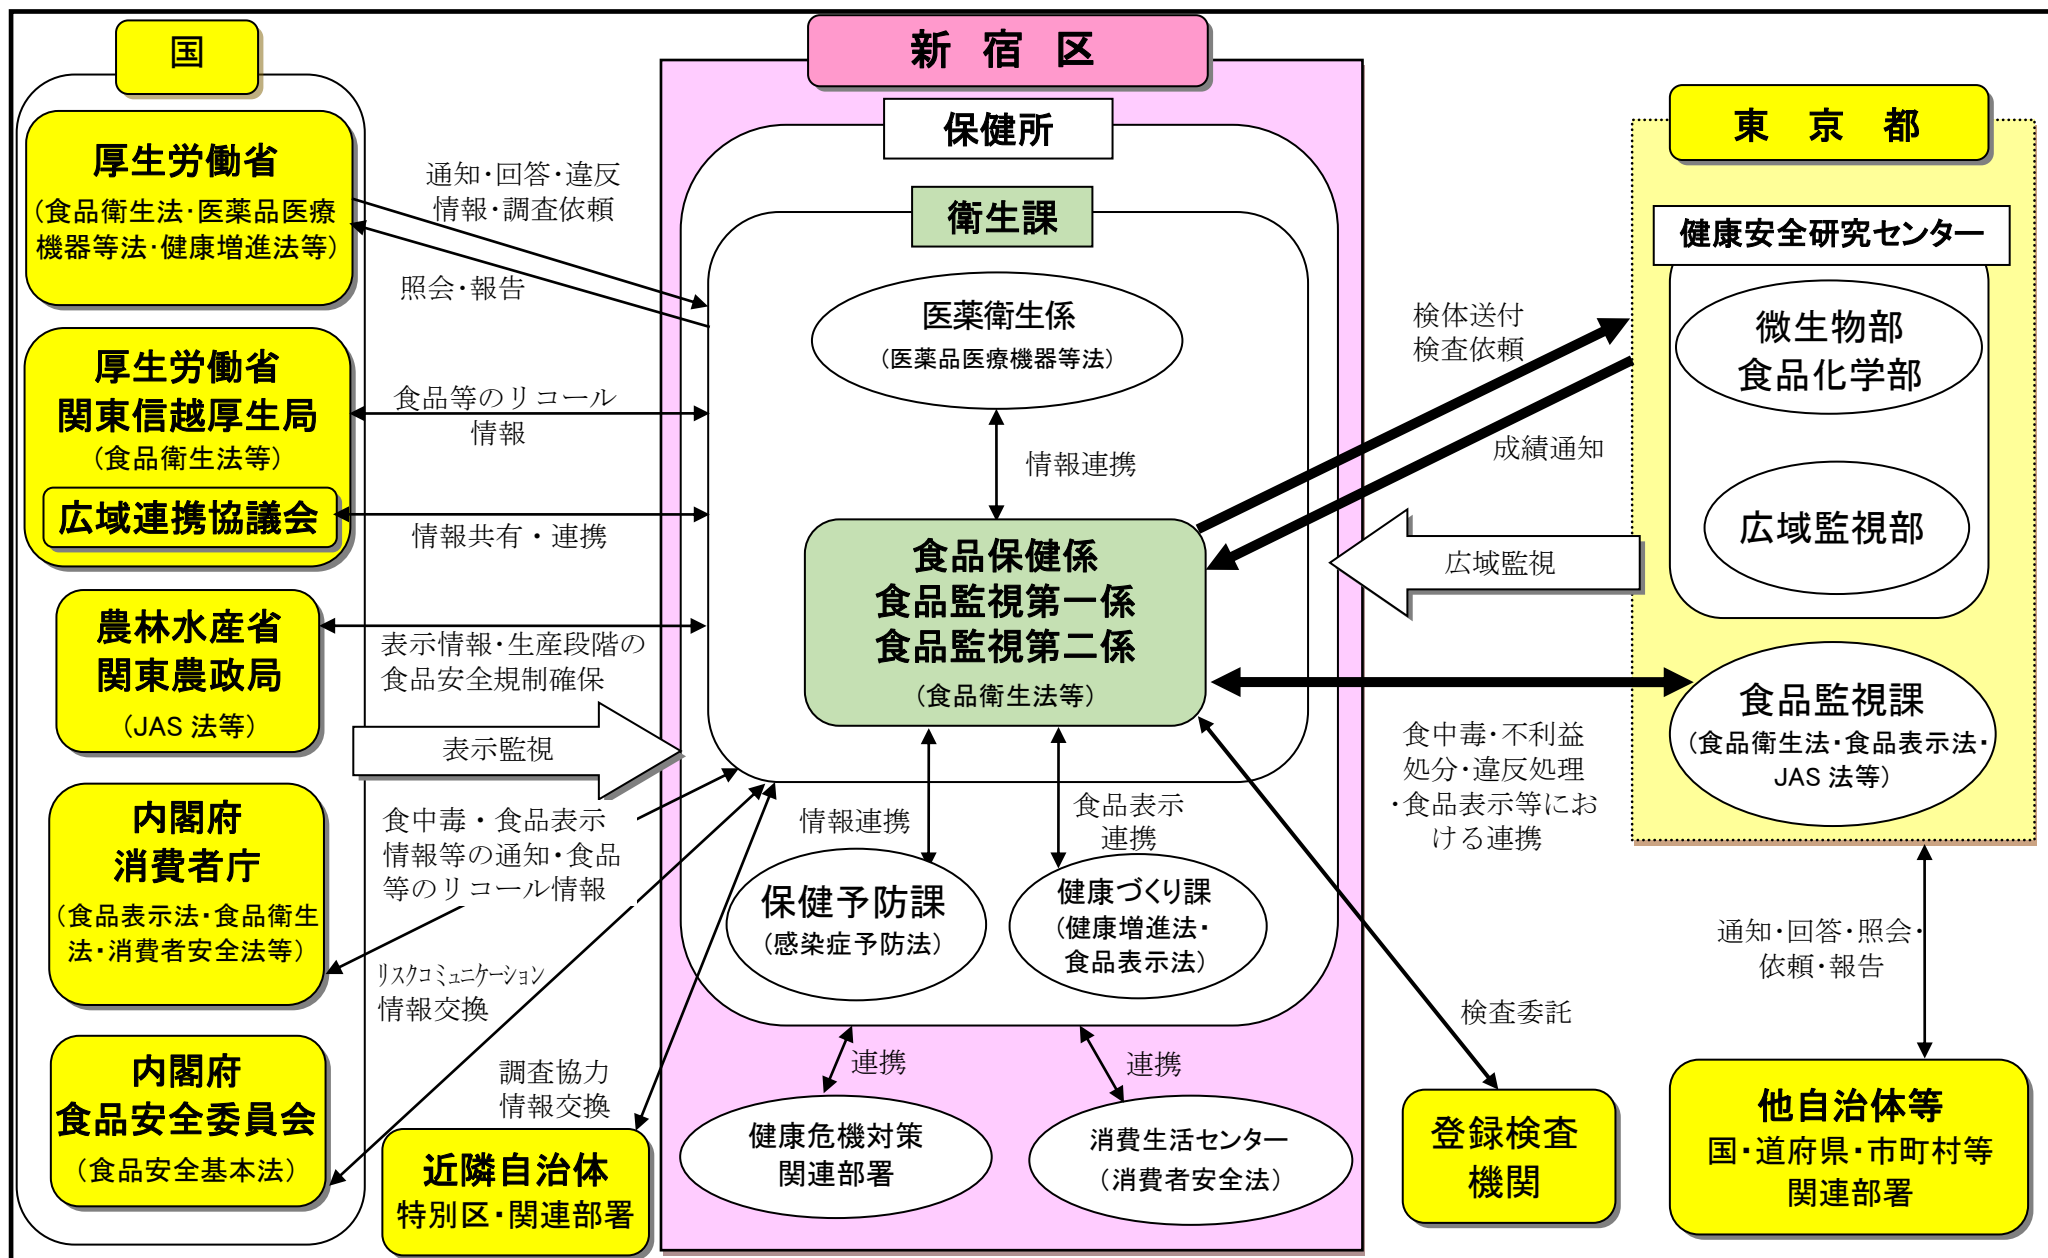 国
厚生労働省
(食品衛生法・医薬品医療
機器等法・健康増進法等)
厚生労働省
関東信越厚生局
(食品衛生法等)
広域連携協議会
農林水産省
関東農政局
(JAS 法等)
内閣府
消費者庁
(食品表示法・食品衛生
法・消費者安全法等)
内閣府
食品安全委員会
(食品安全基本法)
通知・回答・違反
情報・調査依頼
照会・報告
食品等のリコール
情報
情報共有・連携
表示情報・生産段階の
食品安全規制確保
表示監視
食中毒・食品表示
情報等の通知・食品
等のリコール情報
リスクコミュニケーション
情報交換
調査協力
情報交換
近隣自治体
特別区・関連部署
新 宿 区
保健所
衛生課
医薬衛生係
(医薬品医療機器等法)
情報連携
食品保健係
食品監視第一係
食品監視第二係
(食品衛生法等)
情報連携
食品表示
連携
保健予防課
(感染症予防法)
健康づくり課
(健康増進法・
食品表示法)
連携
連携
健康危機対策
関連部署
消費生活センター
(消費者安全法)
検体送付
検査依頼
成績通知
広域監視
食中毒・不利益
処分・違反処理
・食品表示等にお
ける連携
検査委託
登録検査
機関
東 京 都
健康安全研究センター
微生物部
食品化学部
広域監視部
食品監視課
(食品衛生法・食品表示法・
JAS 法等)
通知・回答・照会・
依頼・報告
他自治体等
国・道府県・市町村等
関連部署